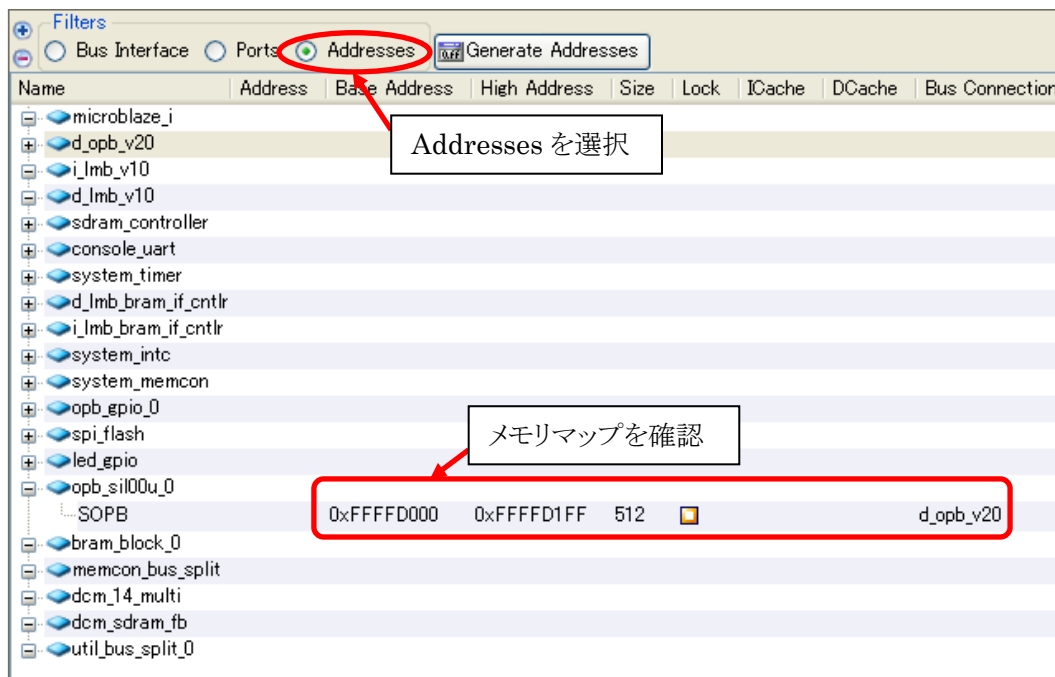 Filters
Bus Interface Ports Addresses Generate Addresses
Name Address Base Address High Address Size Lock ICache DCache Bus Connection
microblaze_i
Addresses を選択
d_opb_v20
i_lmb_v10
d_lmb_v10
sdram_controller
console_uart
system_timer
d_lmb_bram_if_cntlr
i_lmb_bram_if_cntlr
system_intc
system_memcon
opb_gpio_0
メモリマップを確認
spi_flash
led_gpio
opb_sil00u_0
SOPB 0xFFFFD000 0xFFFFD1FF 512 d_opb_v20
bram_block_0
memcon_bus_split
dcm_14_multi
dcm_sdram_fb
util_bus_split_0